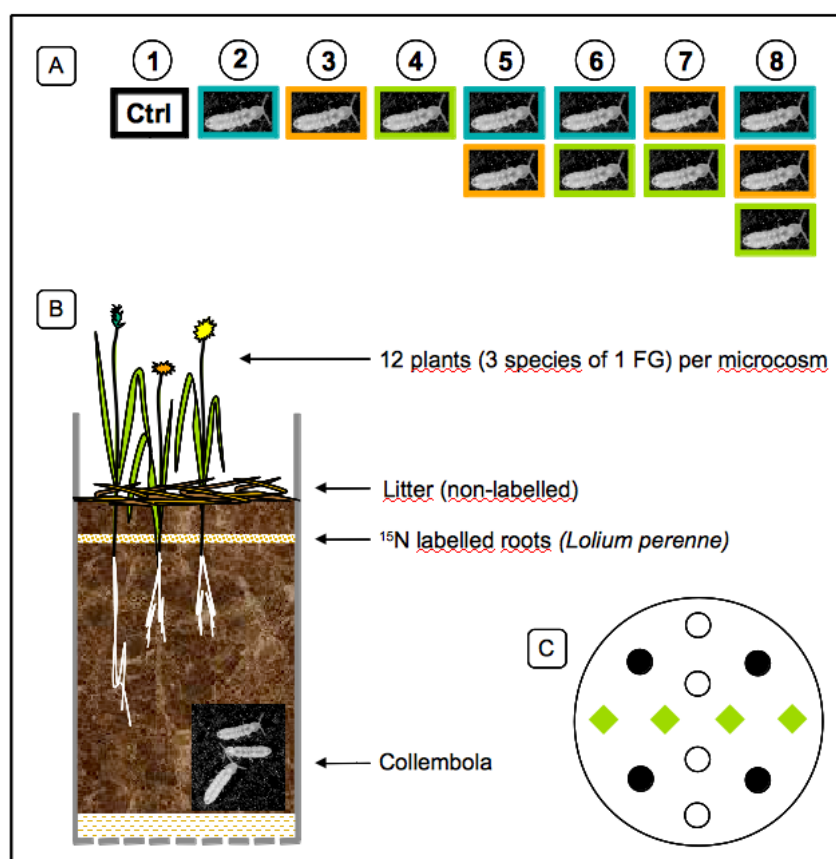 A
1 2 3 4 5 6 7 8
Ctrl
B
12 plants (3 species of 1 FG) per microcosm
Litter (non-labelled)
¹⁵N labelled roots (Lolium perenne)
C
Collembola